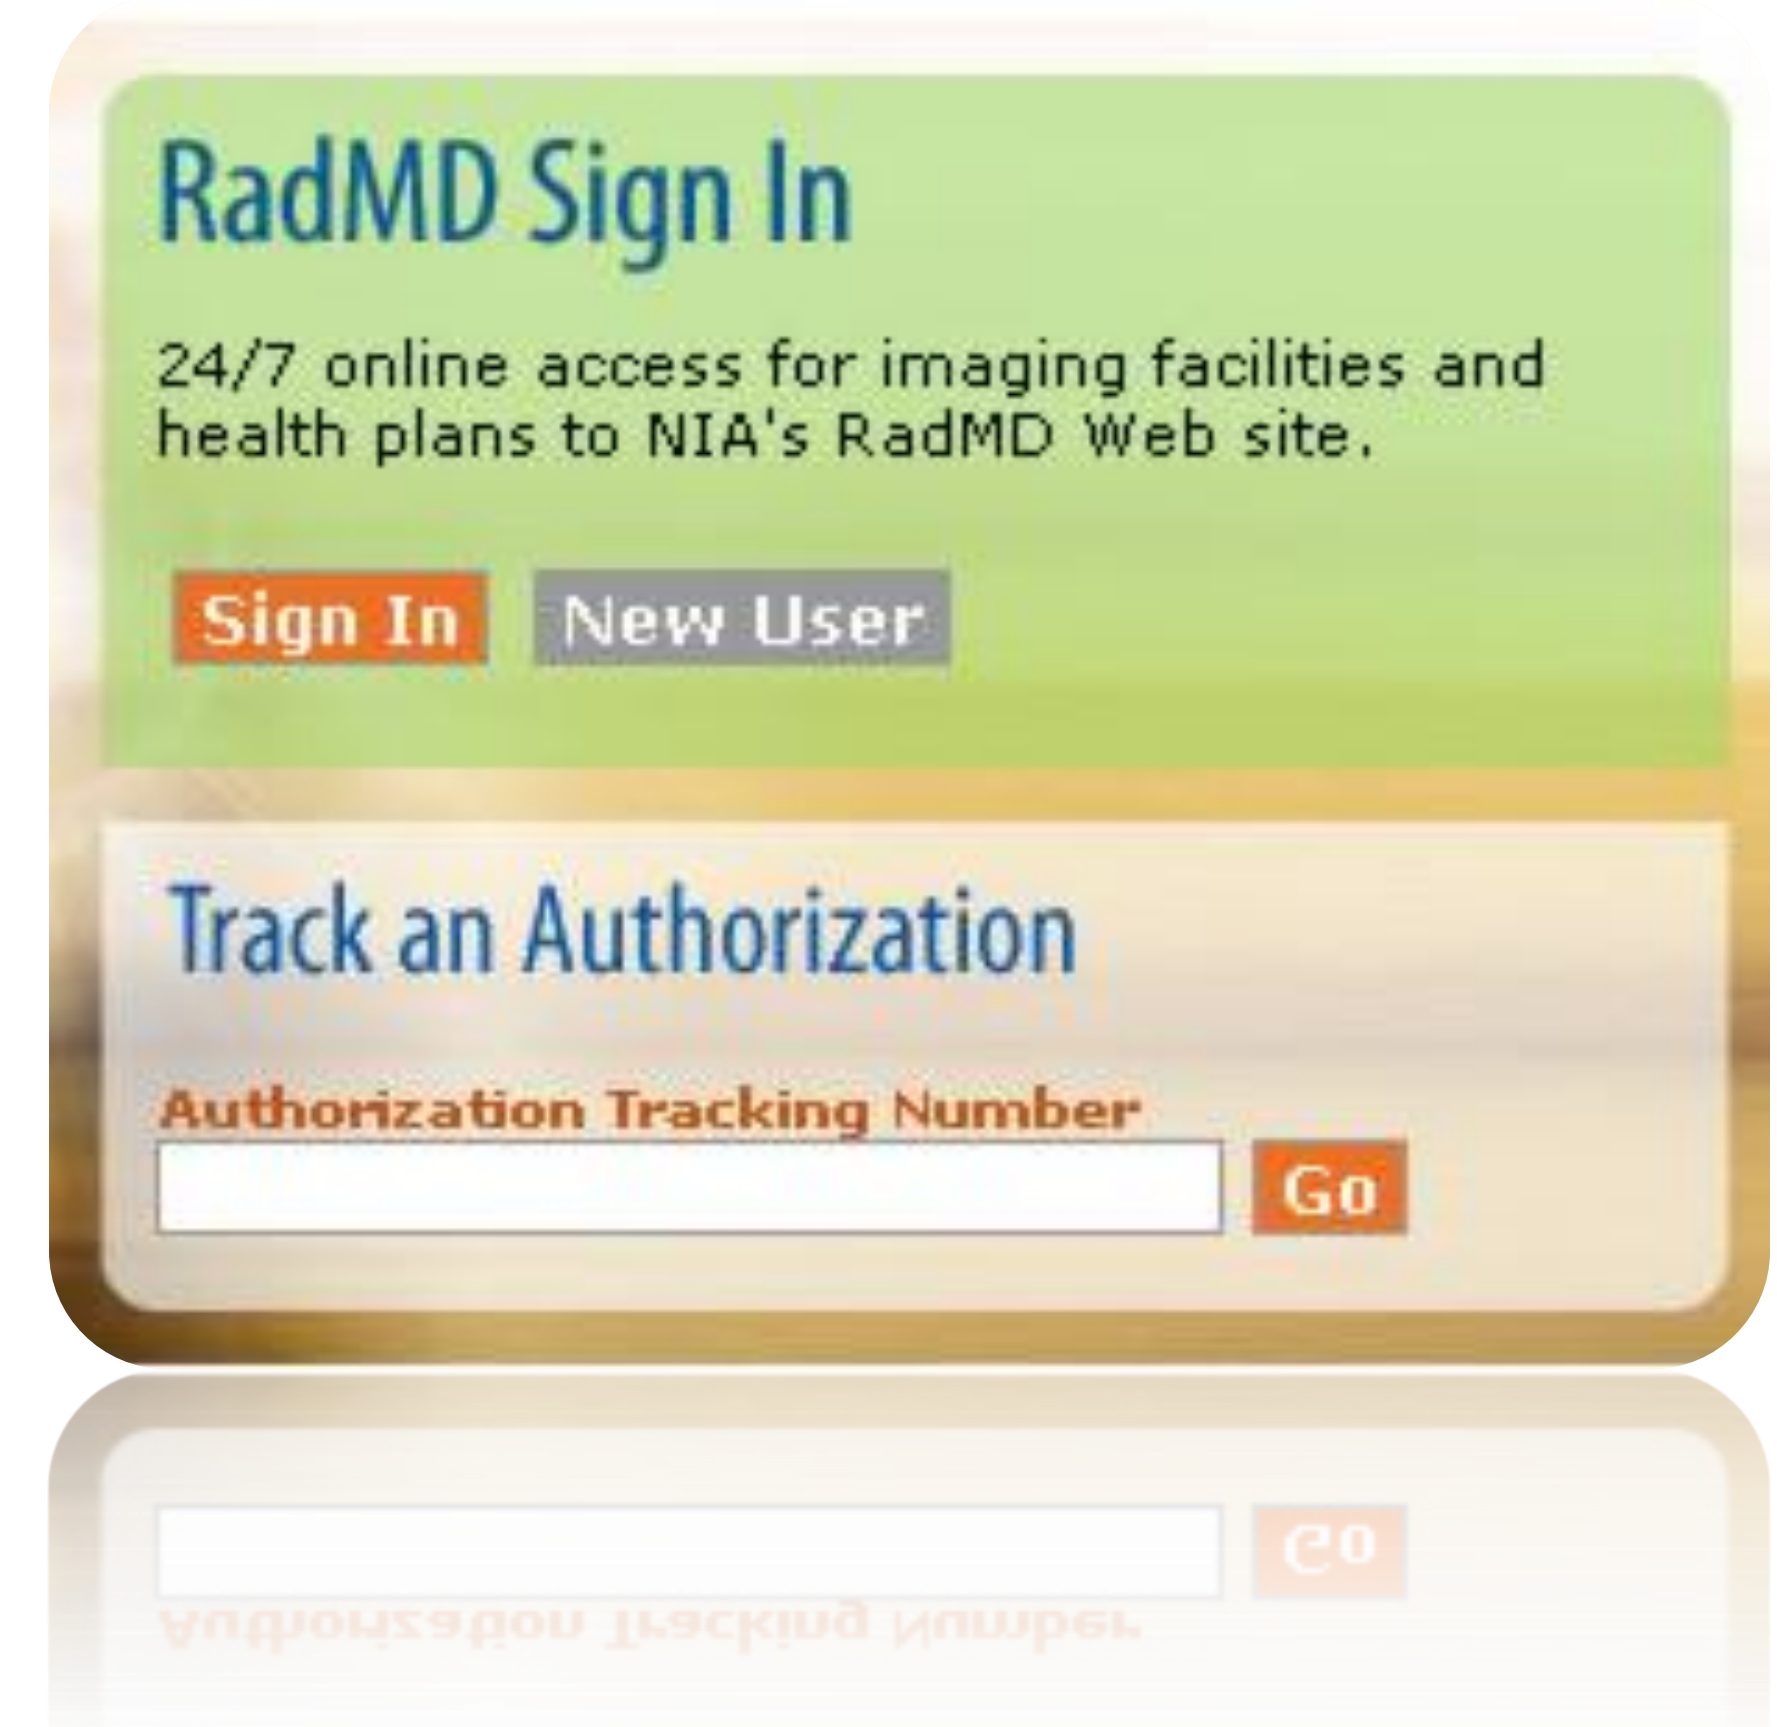 RadMD Sign In
24/7 online access for imaging facilities and
health plans to NIA's RadMD Web site.
Sign In New User
Track an Authorization
Authorization Tracking Number
Go